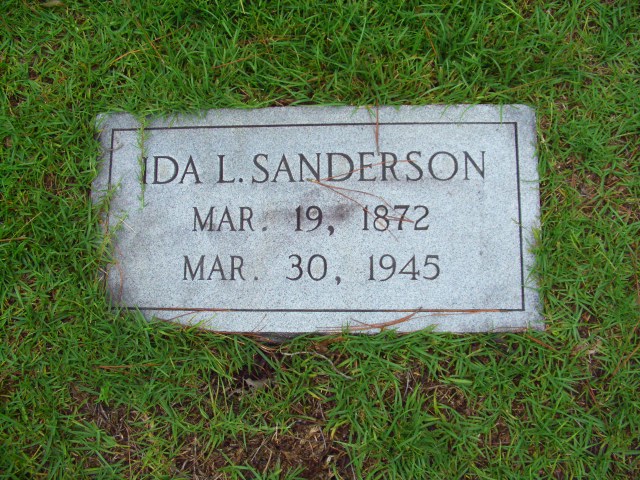 IDA L. SANDERSON
MAR. 19, 1872
MAR. 30, 1945